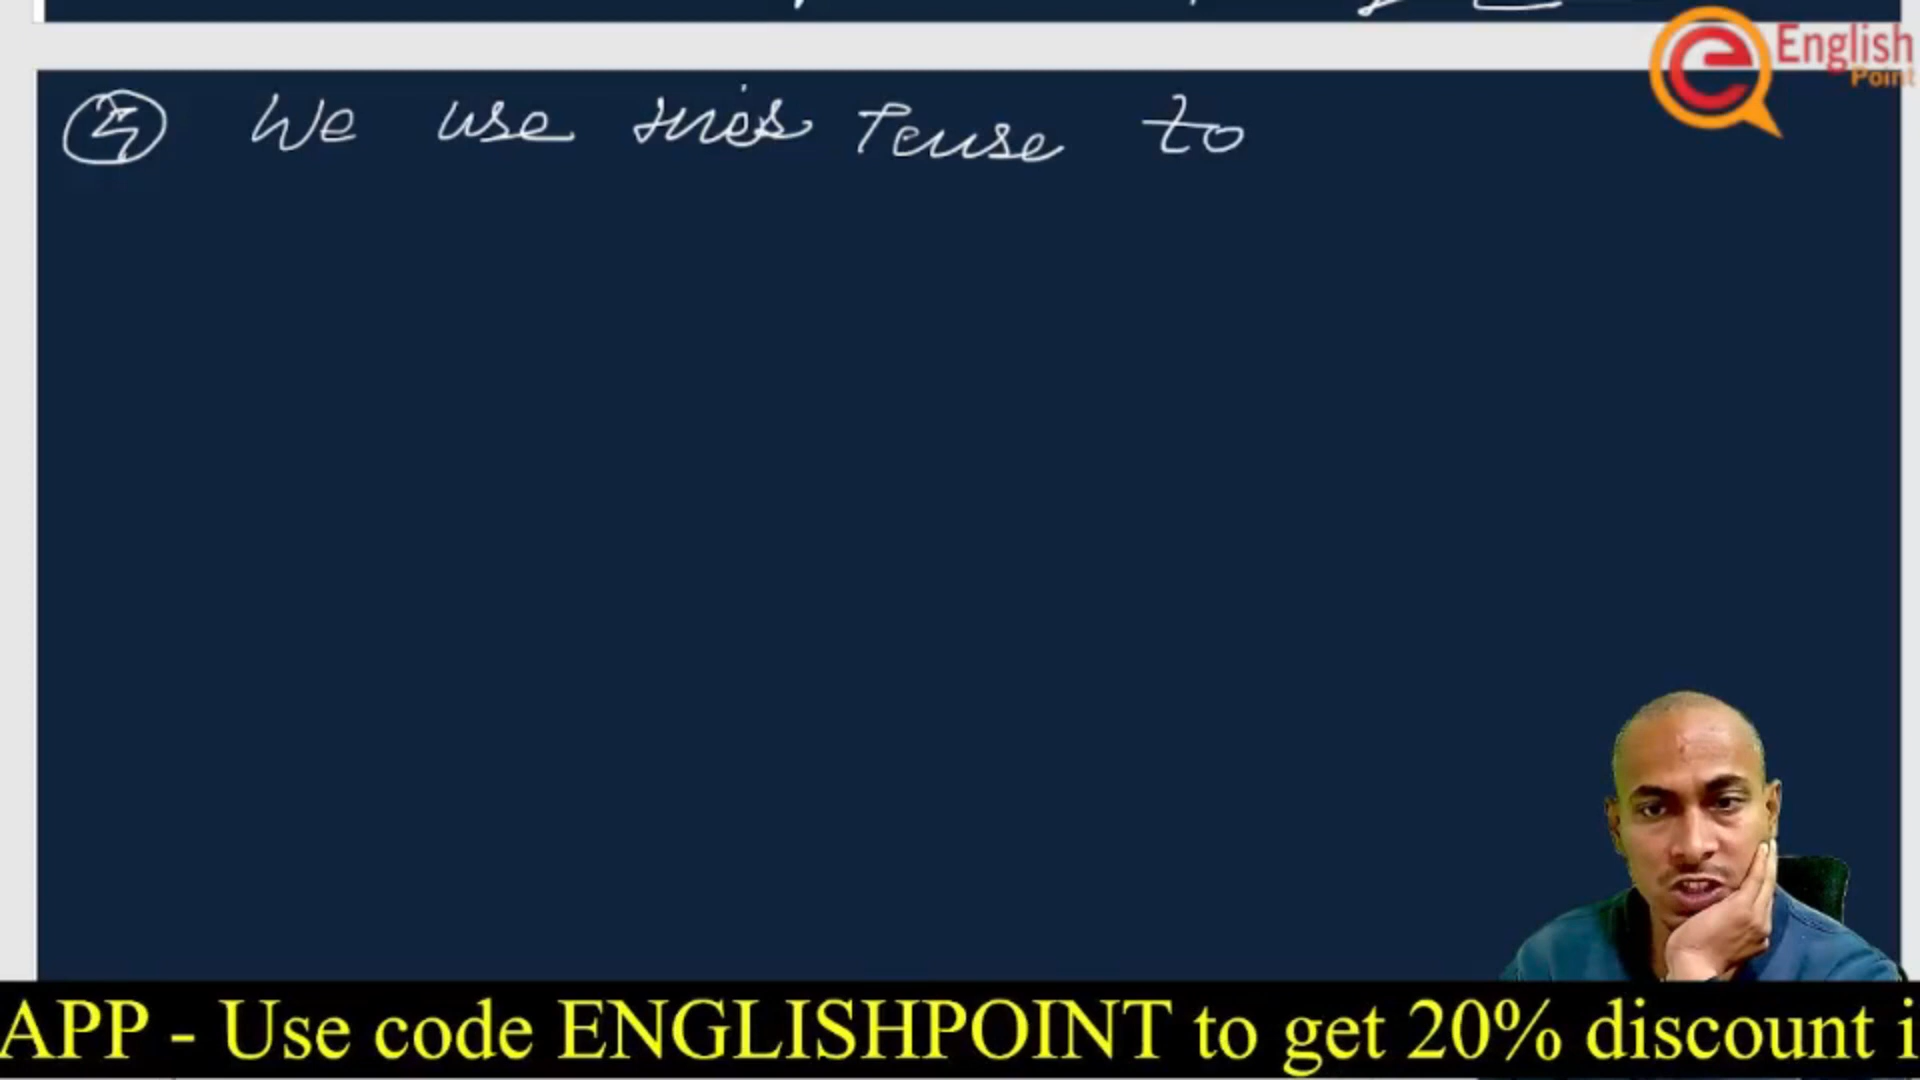 English
Point
② We use this Tense to
APP - Use code ENGLISHPOINT to get 20% discount i